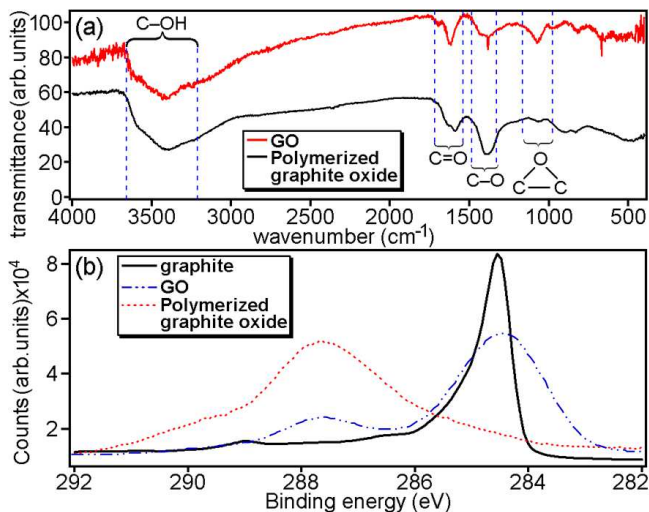 (a)
C–OH
transmittance (arb.units)
100
80
60
40
20
0
GO
Polymerized
graphite oxide
C=O
C–O
O
C C
4000 3500 3000 2500 2000 1500 1000 500
wavenumber (cm⁻¹)
(b)
graphite
GO
Polymerized
graphite oxide
Counts (arb.units)x10⁴
8
6
4
2
292 290 288 286 284 282
Binding energy (eV)